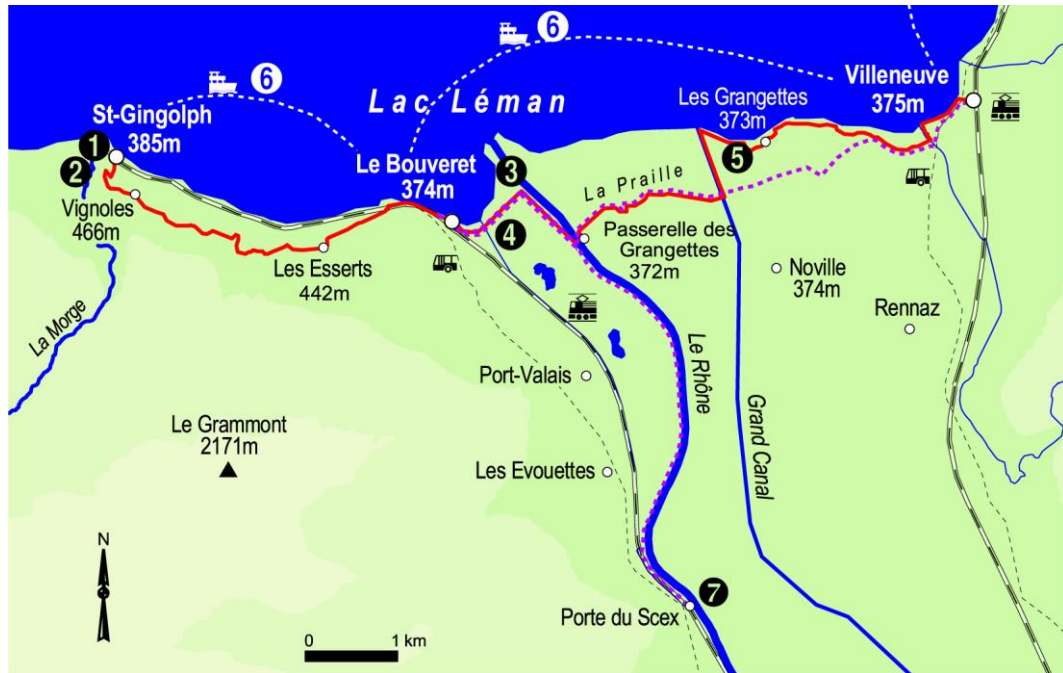 6
6
Villeneuve
375m
Lac Léman
Les Grangettes
373m
St-Gingolph
385m
1
2
3
5
Le Bouveret
374m
La Praille
Vignoles
466m
4
Passerelle des
Grangettes
372m
Les Esserts
442m
Noville
374m
Rennaz
La Morge
Le Rhône
Port-Valais
Grand Canal
Le Grammont
2171m
Les Evouettes
N
7
Porte du Scex
0
1 km